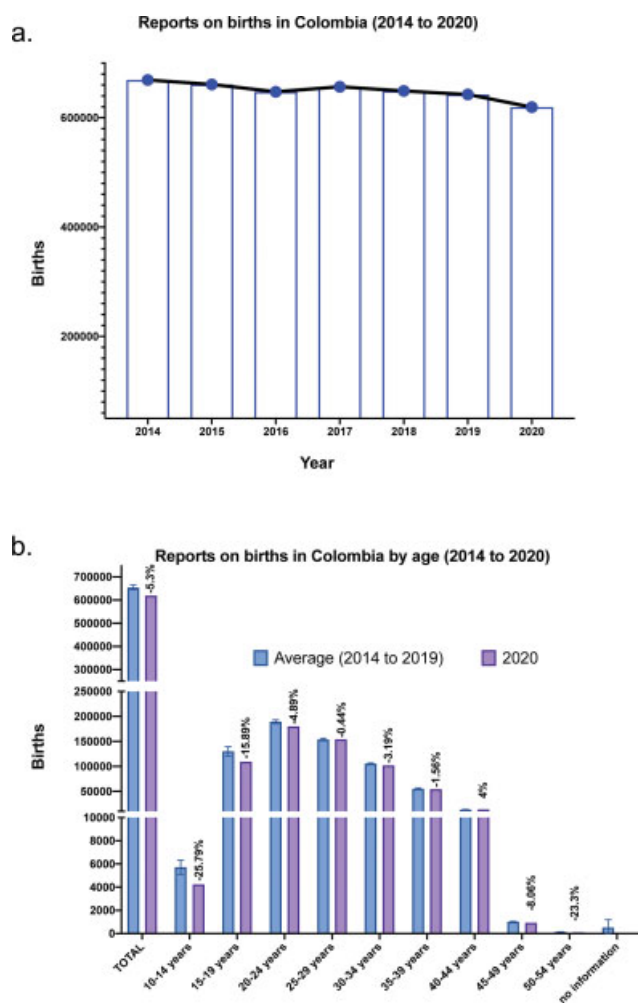 a.
Reports on births in Colombia (2014 to 2020)
600000
400000
200000
Births
2014 2015 2016 2017 2018 2019 2020
Year
b.
Reports on births in Colombia by age (2014 to 2020)
700000
600000
500000
400000
300000
250000
200000
150000
100000
50000
10000
8000
6000
4000
2000
0
Births
Average (2014 to 2019) 2020
-5.3%
-25.79%
-15.89%
-4.89%
-0.44%
-3.19%
-1.56%
4%
-8.06%
-23.3%
TOTAL
10-14 years
15-19 years
20-24 years
25-29 years
30-34 years
35-39 years
40-44 years
45-49 years
50-54 years
no information